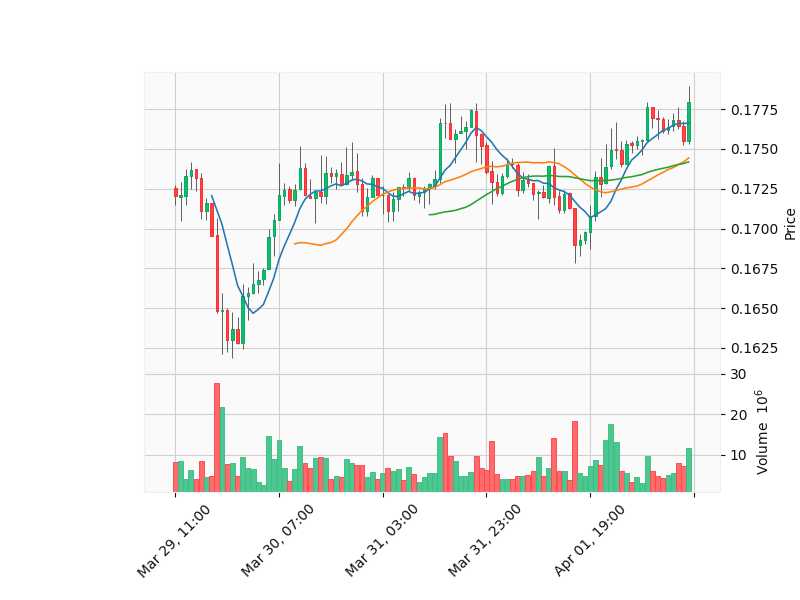 0.1775
0.1750
0.1725
0.1700
0.1675
0.1650
0.1625
Price
30
20
10
Volume 10⁶
Mar 29, 11:00
Mar 30, 07:00
Mar 31, 03:00
Mar 31, 23:00
Apr 01, 19:00